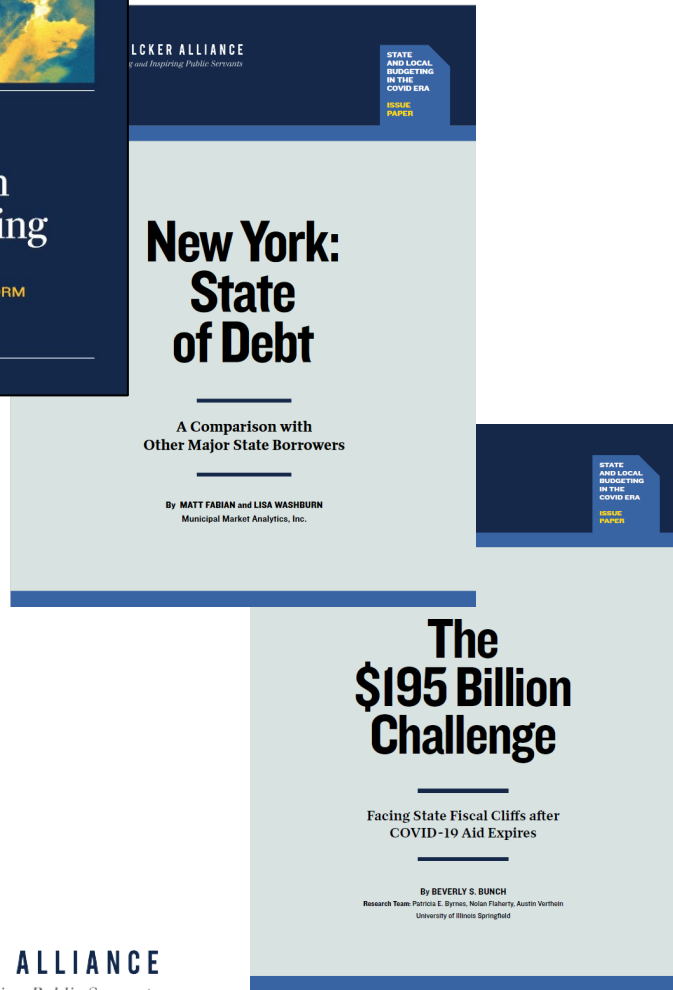 LCKER ALLIANCE
and Inspiring Public Servants
STATE
AND LOCAL
BUDGETING
IN THE
COVID ERA
ISSUE
PAPER
ing
RM
New York:
State
of Debt
A Comparison with
Other Major State Borrowers
By MATT FABIAN and LISA WASHBURN
Municipal Market Analytics, Inc.
STATE
AND LOCAL
BUDGETING
IN THE
COVID ERA
ISSUE
PAPER
The
$195 Billion
Challenge
Facing State Fiscal Cliffs after
COVID-19 Aid Expires
By BEVERLY S. BUNCH
Research Team: Patricia E. Byrnes, Nolan Flaherty, Austin Verthein
University of Illinois Springfield
ALLIANCE